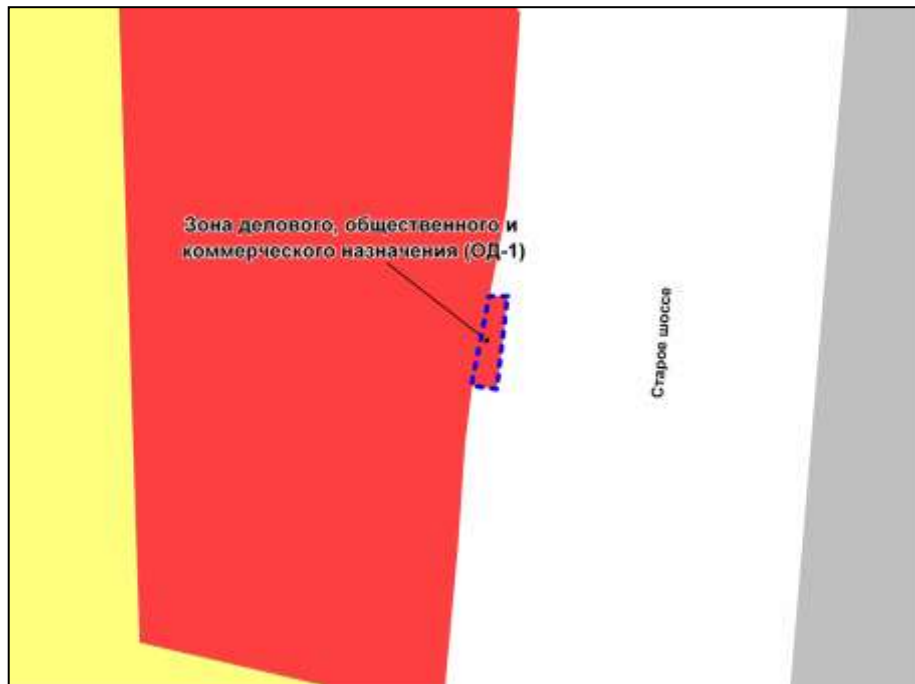 Зона делового, общественного и
коммерческого назначения (ОД-1)
Старое шоссе